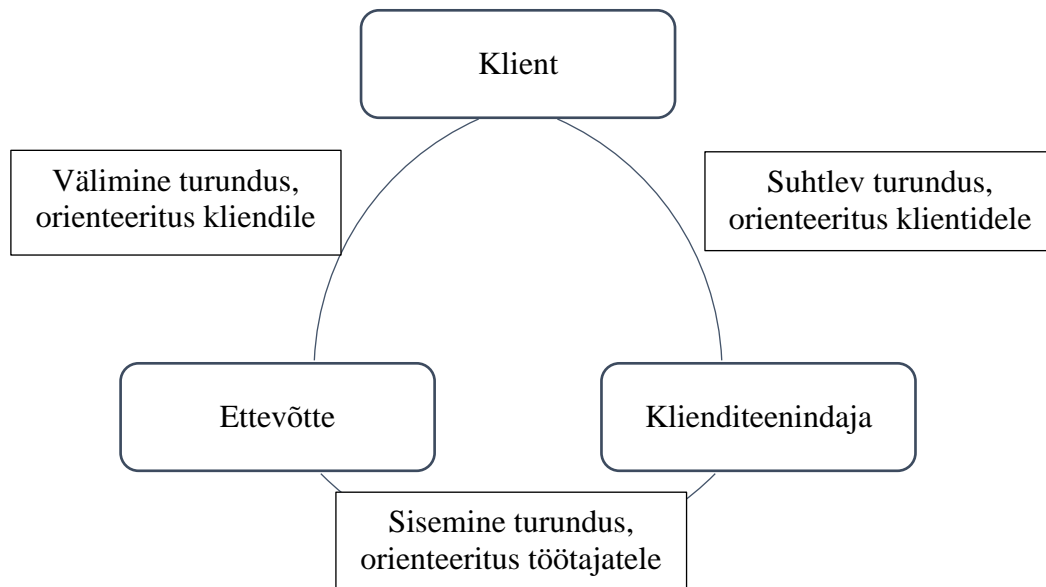 Klient
Välimine turundus,
orienteeritus kliendile
Suhtlev turundus,
orienteeritus klientidele
Ettevõtte
Klienditeenindaja
Sisemine turundus,
orienteeritus töötajatele